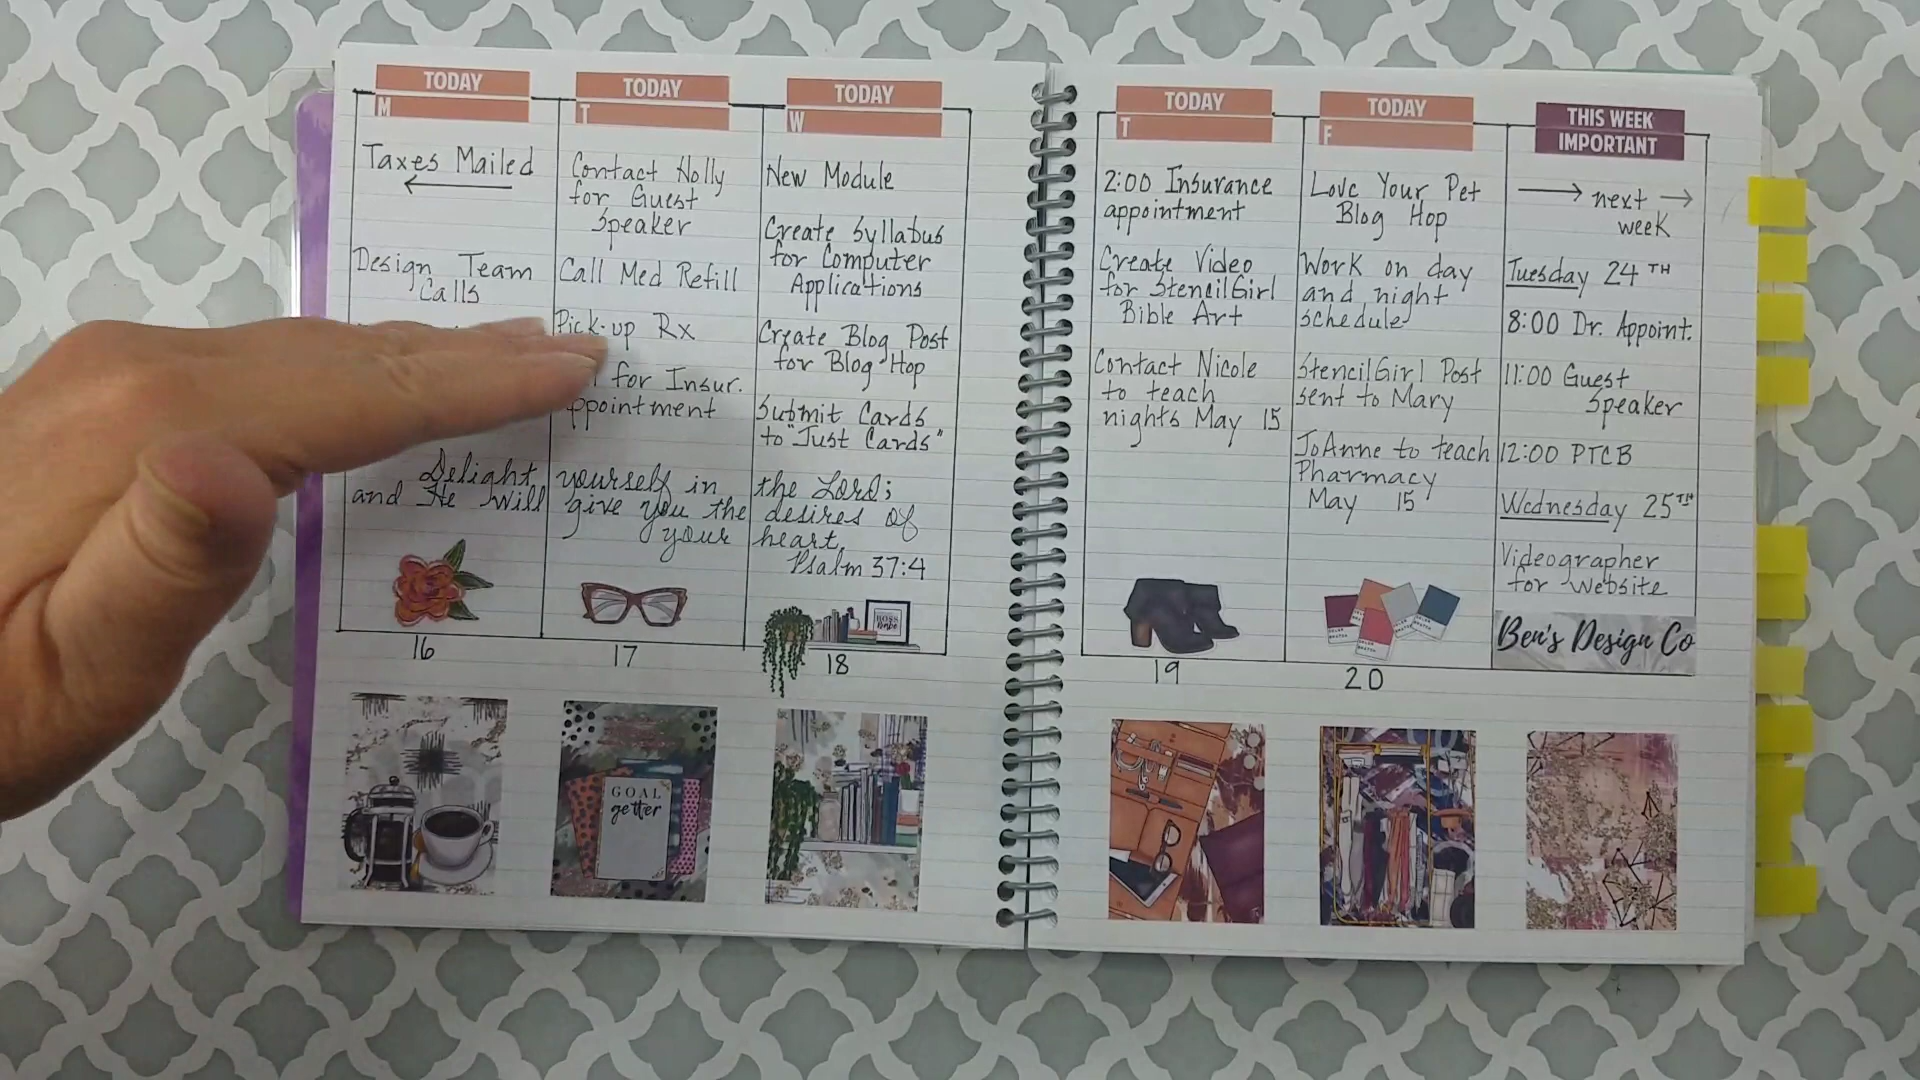 TODAY
M
Taxes Mailed
Design Team
Calls
TODAY
T
Contact Holly
for Guest
Speaker
Call Med Refill
Pick-up Rx
for Insur.
ppointment
TODAY
W
New Module
Create Syllabus
for Computer
Applications
Create Blog Post
for Blog Hop
Submit Cards
to "Just Cards"
Delight yourself in the Lord;
and He will give you the desires of
your heart.
Psalm 37:4
BOSS
babe
16
17
18
GOAL
getter
TODAY
T
2:00 Insurance
appointment
Create Video
for StencilGirl
Bible Art
Contact Nicole
to teach
nights May 15
TODAY
F
Love Your Pet
Blog Hop
Work on day
and night
schedule
StencilGirl Post
sent to Mary
JoAnne to teach
Pharmacy
May 15
THIS WEEK
IMPORTANT
next
week
Tuesday 24TH
8:00 Dr. Appoint.
11:00 Guest
Speaker
12:00 PTCB
Wednesday 25TH
Videographer
for Website
Ben's Design Co
19
20